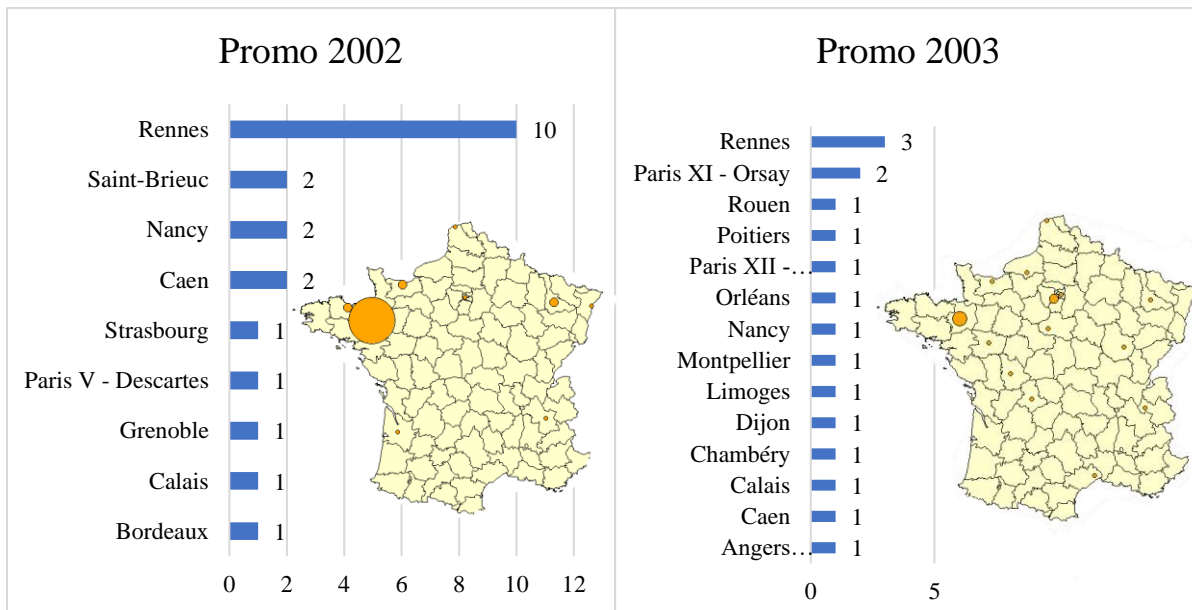 Promo 2002
Rennes 10
Saint-Brieuc 2
Nancy 2
Caen 2
Strasbourg 1
Paris V - Descartes 1
Grenoble 1
Calais 1
Bordeaux 1
0 2 4 6 8 10 12
Promo 2003
Rennes 3
Paris XI - Orsay 2
Rouen 1
Poitiers 1
Paris XII -… 1
Orléans 1
Nancy 1
Montpellier 1
Limoges 1
Dijon 1
Chambéry 1
Calais 1
Caen 1
Angers… 1
0 5